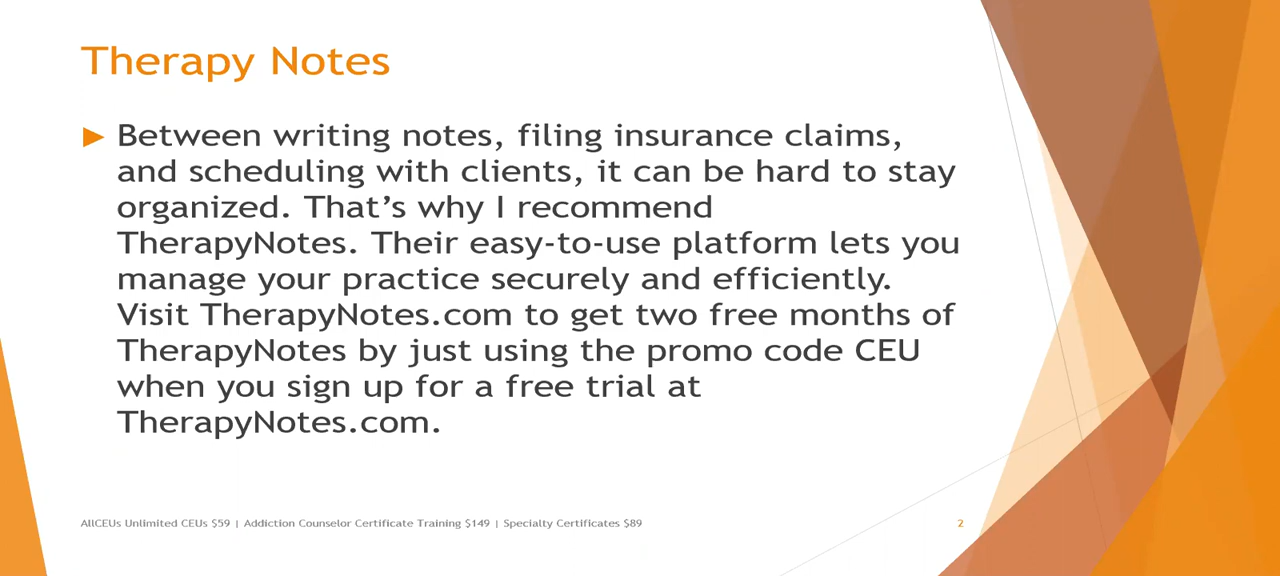 Therapy Notes
Between writing notes, filing insurance claims,
and scheduling with clients, it can be hard to stay
organized. That’s why I recommend
TherapyNotes. Their easy-to-use platform lets you
manage your practice securely and efficiently.
Visit TherapyNotes.com to get two free months of
TherapyNotes by just using the promo code CEU
when you sign up for a free trial at
TherapyNotes.com.
AllCEUs Unlimited CEUs $59 | Addiction Counselor Certificate Training $149 | Specialty Certificates $89
2